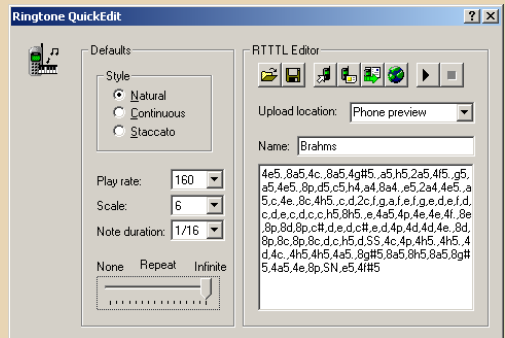 Ringtone QuickEdit
Defaults
Style
Natural
Continuous
Staccato
Play rate: 160
Scale: 6
Note duration: 1/16
None Repeat Infinite
RTTTL Editor
Upload location: Phone preview
Name: Brahms
4e5.,8a5,4c.,8a5,4g#5.,a5,h5,2a5,4f5.,g5,
a5,4e5.,8p,d5,c5,h4,a4,8a4.,e5,2a4,4e5.,a
5,c,4e.,8c,4h5.,c,d,2c,f,g,a,f,e,f,g,e,d,e,f,d,
c,d,e,c,d,c,c,h5,8h5.,e,4a5,4p,4e,4e,4f.,8e
,8p,8d,8p,c#,d,e,d,c#,e,d,4p,4d,4d,4e.,8d,
8p,8c,8p,8c,d,c,h5,d,SS,4c,4p,4h5.,4h5.,4
d,4c.,4h5,4h5,4a5.,8g#5,8a5,8h5,8a5,8g#
5,4a5,4e,8p,SN,e5,4f#5